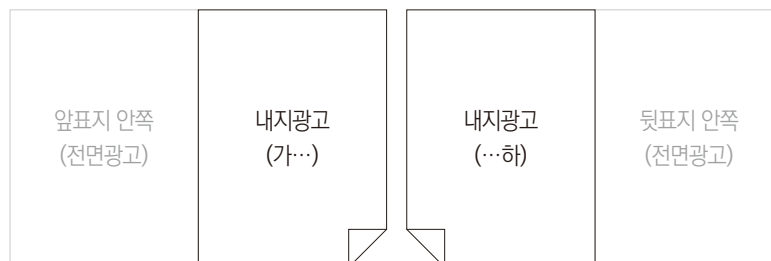 앞표지 안쪽
(전면광고)
내지광고
(가…)
내지광고
(…하)
뒷표지 안쪽
(전면광고)